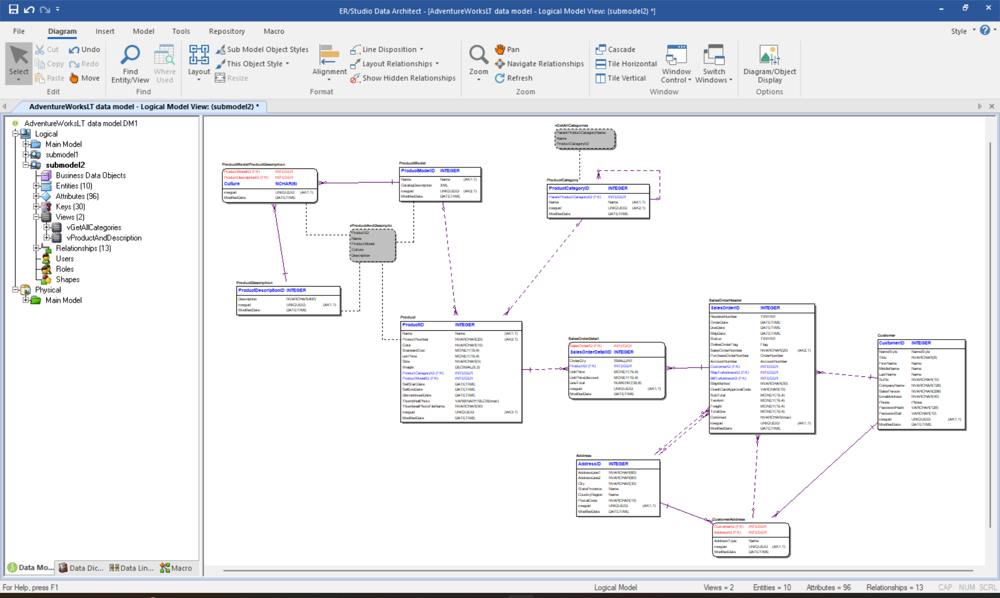 ER/Studio Data Architect - [AdventureWorksLT data model - Logical Model View: (submodel2) *]
File Diagram Insert Model Tools Repository Macro Style
Select
Cut
Copy
Paste
Undo
Redo
Move
Edit
Find Entity/View
Where Used
Find
Layout
Sub Model Object Styles
This Object Style
Resize
Alignment
Line Disposition
Layout Relationships
Show Hidden Relationships
Format
Zoom
Pan
Navigate Relationships
Refresh
Zoom
Cascade
Tile Horizontal
Tile Vertical
Window Control
Switch Windows
Window
Diagram/Object Display
Options
AdventureWorksLT data model - Logical Model View: (submodel2) *
AdventureWorksLT data model.DM1
Logical
Main Model
submodel1
submodel2
Business Data Objects
Entities (10)
Attributes (96)
Keys (30)
Views (2)
vGetAllCategories
vProductAndDescription
Relationships (13)
Users
Roles
Shapes
Physical
Main Model
Data Mo...
Data Dic...
Data Lin...
Macro
vGetAllCategories
ParentProductCategoryName
Name
ProductCategoryID
ProductModelProductDescription
ProductModelID (FK) INTEGER
ProductDescriptionID (FK) INTEGER
Culture NCHAR(6)
rowguid UNIQUEID (AK1.1)
ModifiedDate DATETIME
ProductModel
ProductModelID INTEGER
Name Name (AK1.1)
CatalogDescription XML
rowguid UNIQUEID (AK2.1)
ModifiedDate DATETIME
ProductCategory
ProductCategoryID INTEGER
ParentProductCategoryID (FK) INTEGER
Name Name (AK1.1)
rowguid UNIQUEID (AK2.1)
ModifiedDate DATETIME
vProductAndDescriptio
ProductID
Name
ProductModel
Culture
Description
ProductDescription
ProductDescriptionID INTEGER
Description NVARCHAR(400)
rowguid UNIQUEID (AK1.1)
ModifiedDate DATETIME
Product
ProductID INTEGER
Name Name (AK1.1)
ProductNumber NVARCHAR(25) (AK2.1)
Color NVARCHAR(15)
StandardCost MONEY(19,4)
ListPrice MONEY(19,4)
Size NVARCHAR(5)
Weight DECIMAL(8,2)
ProductCategoryID (FK) INTEGER
ProductModelID (FK) INTEGER
SellStartDate DATETIME
SellEndDate DATETIME
DiscontinuedDate DATETIME
ThumbNailPhoto VARBINARY/BLOB(max)
ThumbnailPhotoFileName NVARCHAR(50)
rowguid UNIQUEID (AK3.1)
ModifiedDate DATETIME
SalesOrderDetail
SalesOrderID (FK) INTEGER
SalesOrderDetailID INTEGER
OrderQty SMALLINT
ProductID (FK) INTEGER
UnitPrice MONEY(19,4)
UnitPriceDiscount MONEY(19,4)
LineTotal NUMERIC(38,6)
rowguid UNIQUEID (AK1.1)
ModifiedDate DATETIME
SalesOrderHeader
SalesOrderID INTEGER
RevisionNumber TINYINT
OrderDate DATETIME
DueDate DATETIME
ShipDate DATETIME
Status TINYINT
OnlineOrderFlag Flag
SalesOrderNumber NVARCHAR(25) (AK2.1)
PurchaseOrderNumber OrderNumber
AccountNumber AccountNumber
CustomerID (FK) INTEGER
ShipToAddressID (FK) INTEGER
BillToAddressID (FK) INTEGER
ShipMethod NVARCHAR(50)
CreditCardApprovalCode VARCHAR(15)
SubTotal MONEY(19,4)
TaxAmt MONEY(19,4)
Freight MONEY(19,4)
TotalDue MONEY(19,4)
Comment NVARCHAR(max)
rowguid UNIQUEID (AK1.1)
ModifiedDate DATETIME
Customer
CustomerID INTEGER
NameStyle NameStyle
Title NVARCHAR(8)
FirstName Name
MiddleName Name
LastName Name
Suffix NVARCHAR(10)
CompanyName NVARCHAR(128)
SalesPerson NVARCHAR(256)
EmailAddress NVARCHAR(50)
Phone Phone
PasswordHash VARCHAR(128)
PasswordSalt VARCHAR(10)
rowguid UNIQUEID (AK1.1)
ModifiedDate DATETIME
Address
AddressID INTEGER
AddressLine1 NVARCHAR(60)
AddressLine2 NVARCHAR(60)
City NVARCHAR(30)
StateProvince Name
CountryRegion Name
PostalCode NVARCHAR(15)
rowguid UNIQUEID (AK1.1)
ModifiedDate DATETIME
CustomerAddress
CustomerID (FK) INTEGER
AddressID (FK) INTEGER
AddressType Name
rowguid UNIQUEID (AK1.1)
ModifiedDate DATETIME
For Help, press F1 Logical Model Views = 2 Entities = 10 Attributes = 96 Relationships = 13 CAP NUM SCRL